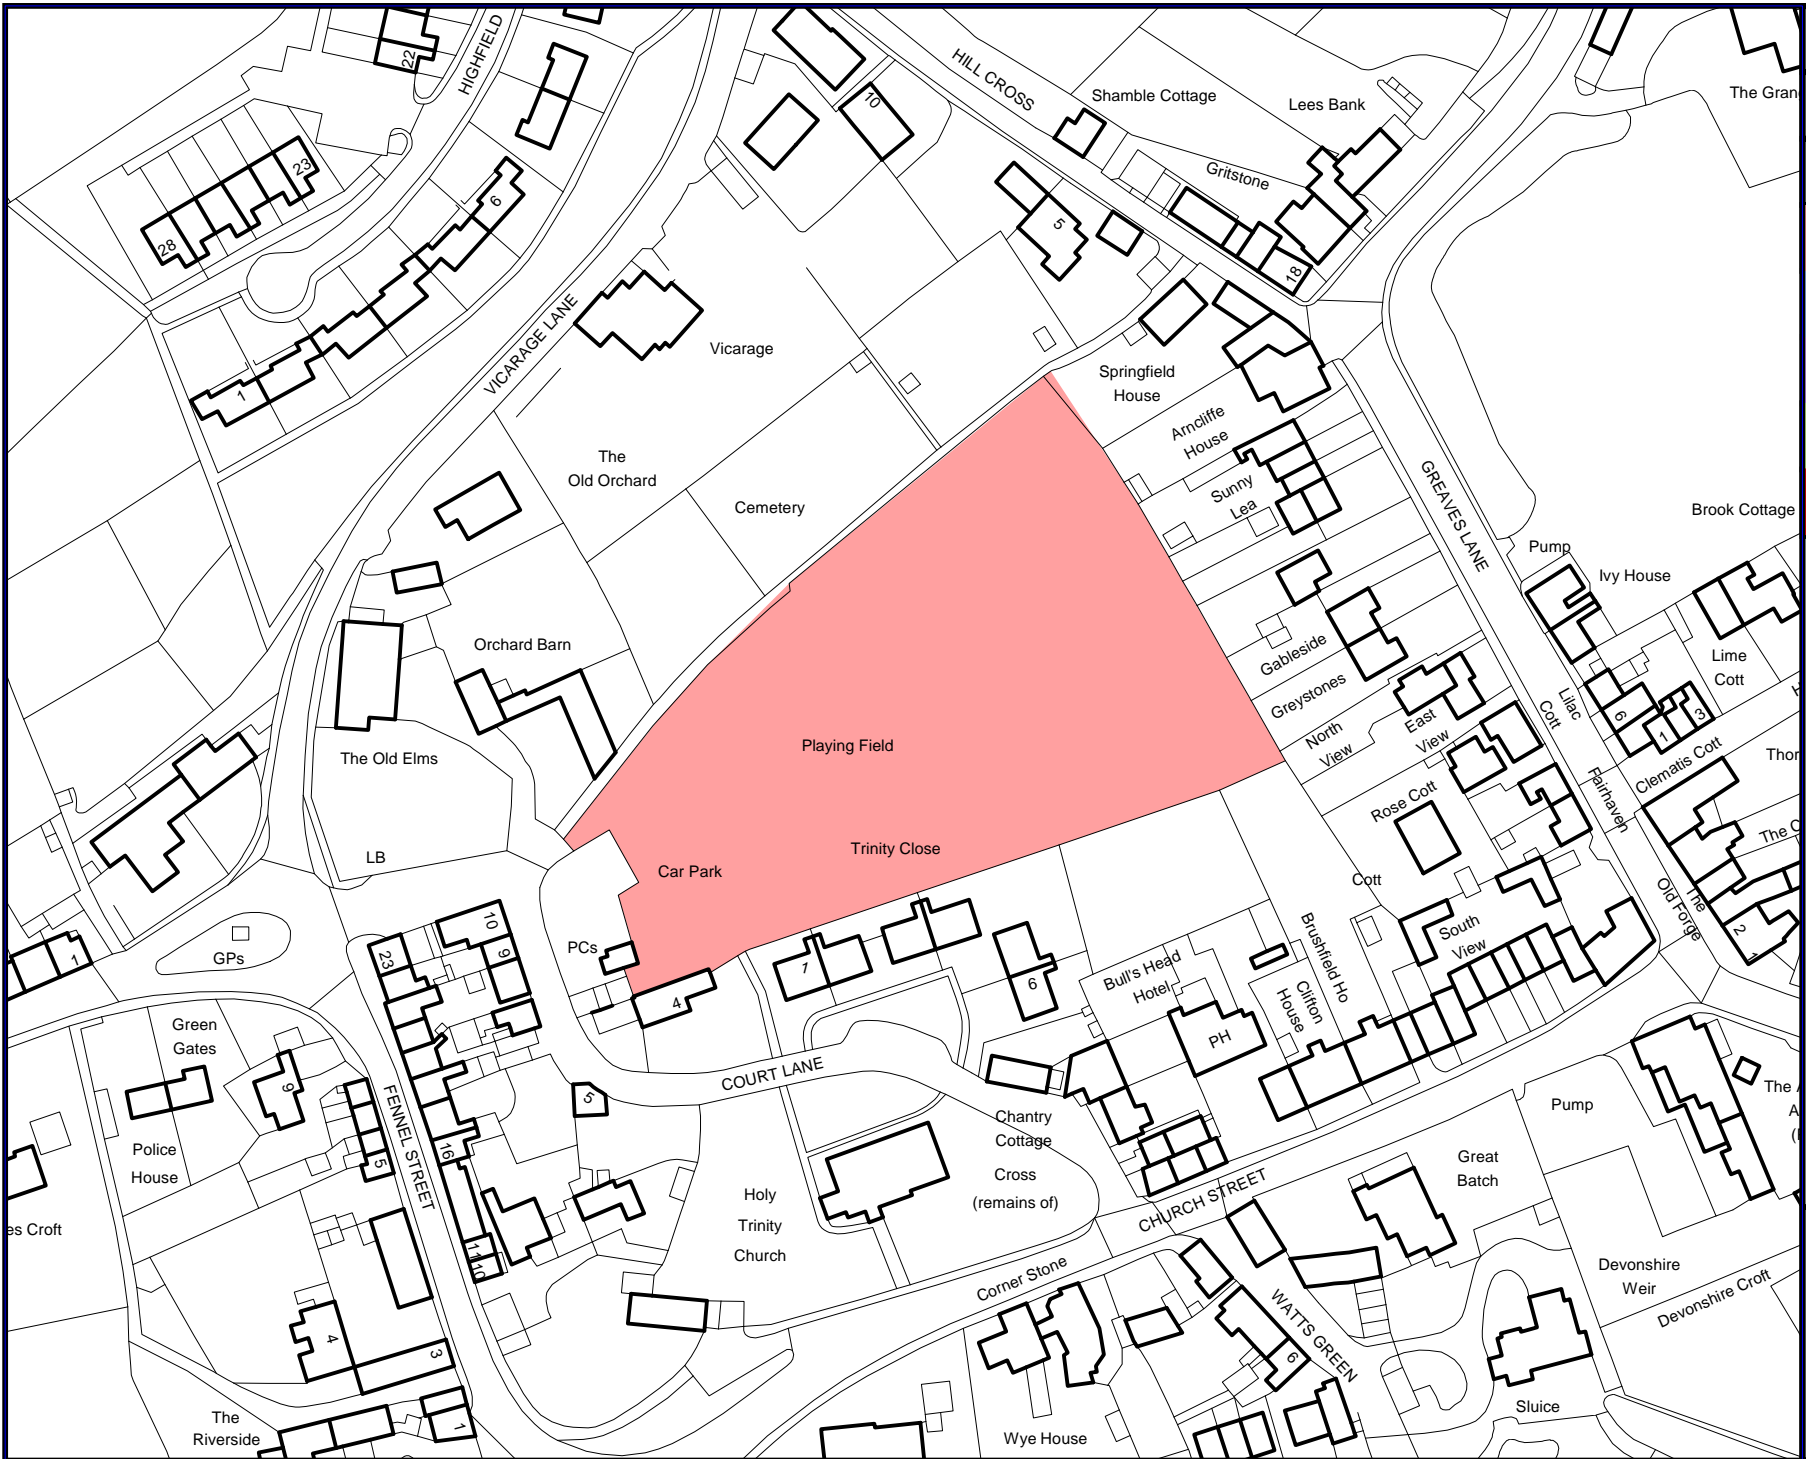 22
HIGHFIELD
HILL CROSS
Shamble Cottage
Lees Bank
10
23
Gritstone
28
6
5
18
VICARAGE LANE
Vicarage
1
Springfield
House
Arncliffe
House
Sunny
Lea
GREAVES LANE
The
Old Orchard
Cemetery
Brook Cottage
Pump
Ivy House
Orchard Barn
Gableside
Greystones
Lime
Cott
The Old Elms
Playing Field
North
View
East
View
Lilac
Cott
6
1
3
Clematis Cott
Rose Cott
Fairhaven
LB
Car Park
Trinity Close
Cott
The
Old Forge
2
1
10
9
23
PCs
GPs
1
1
4
6
Bull's Head
Hotel
Brushfield Ho
Clifton
House
South
View
PH
Green
Gates
9
COURT LANE
5
Police
House
FENNEL STREET
16
5
Chantry
Cottage
Cross
(remains of)
Pump
Great
Batch
CHURCH STREET
Holy
Trinity
Church
11
10
Corner Stone
Devonshire
Weir
Devonshire Croft
WATTS GREEN
4
3
6
The
Riverside
1
Wye House
Sluice